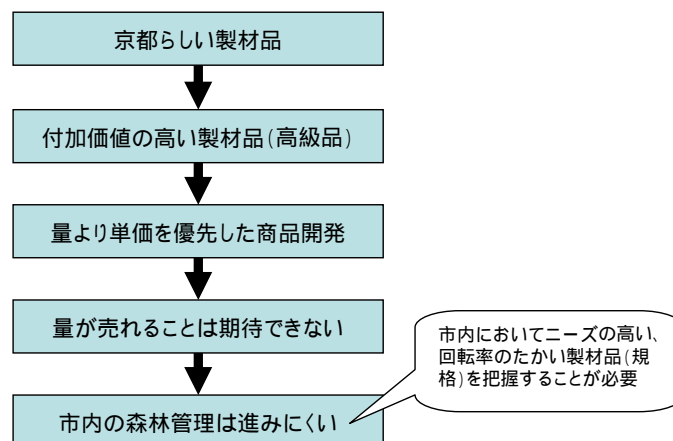 京都らしい製材品
付加価値の高い製材品(高級品)
量より単価を優先した商品開発
量が売れることは期待できない
市内においてニーズの高い、
回転率のたかい製材品(規
格)を把握することが必要
市内の森林管理は進みにくい